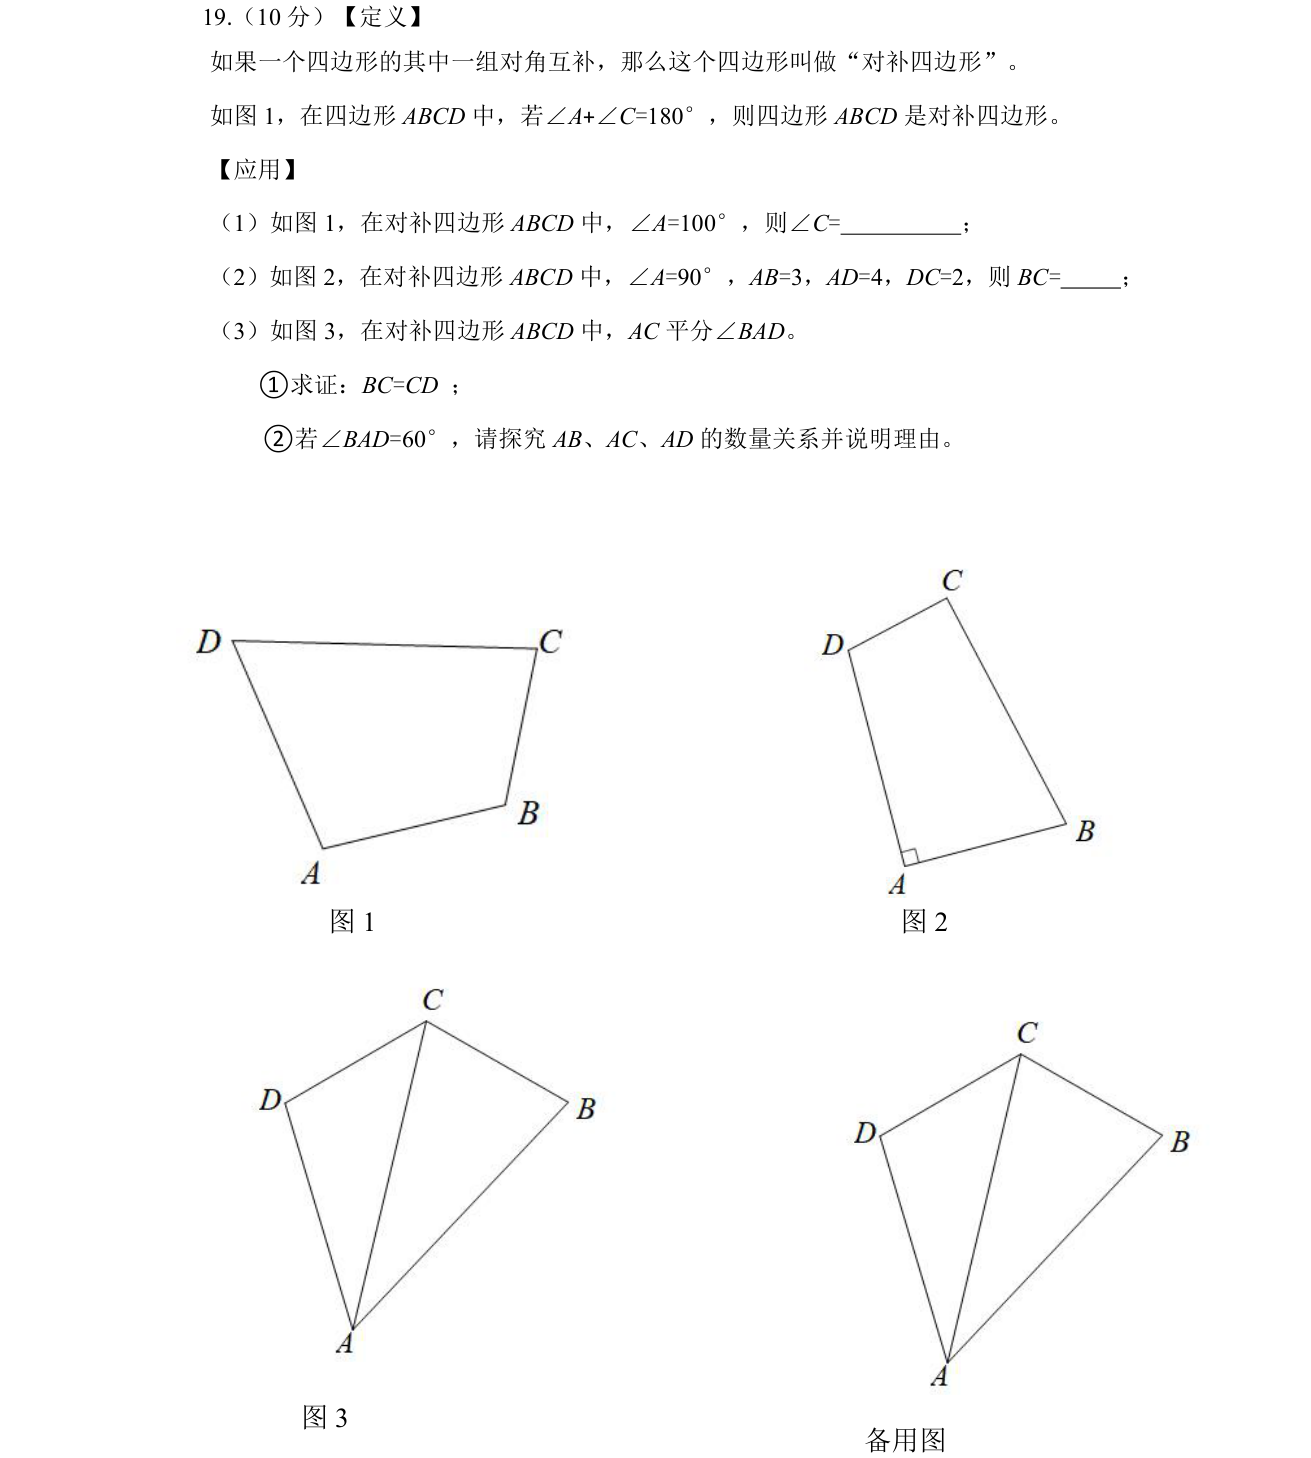 19.（10 分）【定义】
如果一个四边形的其中一组对角互补，那么这个四边形叫做“对补四边形”。
如图 1，在四边形 ABCD 中，若∠A+∠C=180°，则四边形 ABCD 是对补四边形。
【应用】
（1）如图 1，在对补四边形 ABCD 中，∠A=100°，则∠C=__________；
（2）如图 2，在对补四边形 ABCD 中，∠A=90°，AB=3，AD=4，DC=2，则 BC=_____；
（3）如图 3，在对补四边形 ABCD 中，AC 平分∠BAD。
①求证：BC=CD ；
②若∠BAD=60°，请探究 AB、AC、AD 的数量关系并说明理由。
D
C
B
A
图 1
C
D
B
A
图 2
C
D
B
A
图 3
C
D
B
A
备用图